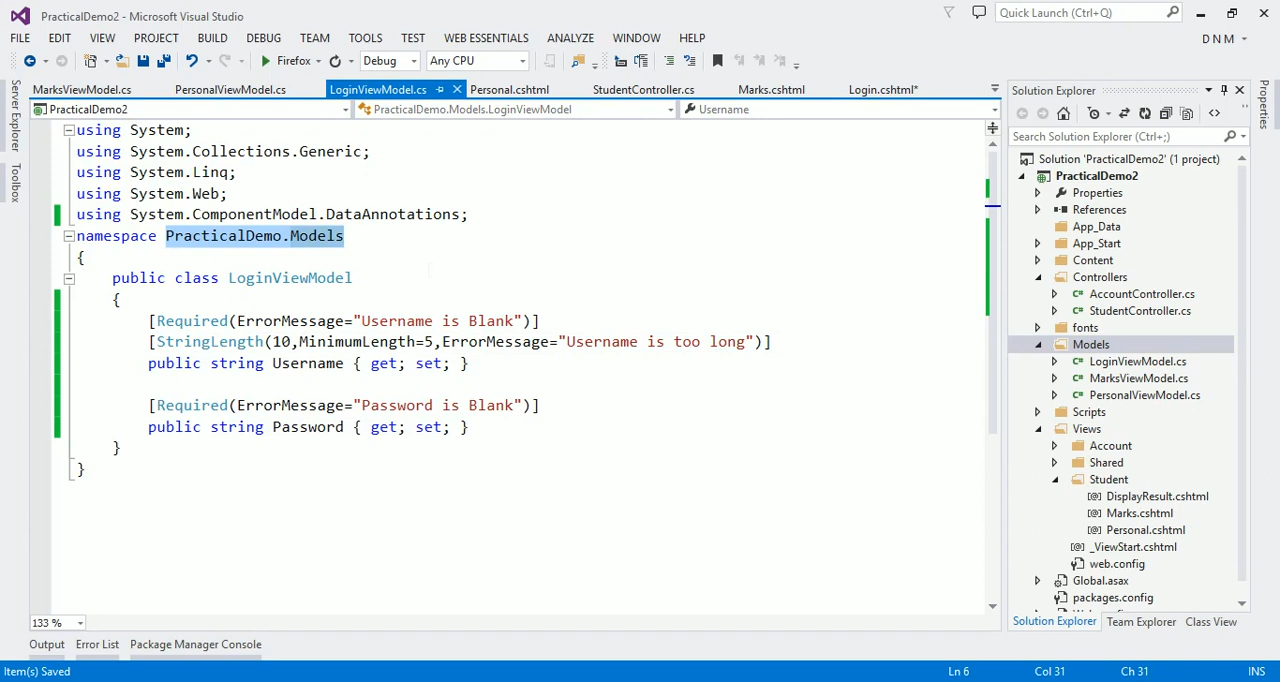 PracticalDemo2 - Microsoft Visual Studio
Quick Launch (Ctrl+Q)
FILE EDIT VIEW PROJECT BUILD DEBUG TEAM TOOLS TEST WEB ESSENTIALS ANALYZE WINDOW HELP
D N M
Firefox Debug Any CPU
Server Explorer
Toolbox
MarksViewModel.cs PersonalViewModel.cs LoginViewModel.cs Personal.cshtml StudentController.cs Marks.cshtml Login.cshtml*
PracticalDemo2 PracticalDemo.Models.LoginViewModel Username
using System;
using System.Collections.Generic;
using System.Linq;
using System.Web;
using System.ComponentModel.DataAnnotations;
namespace PracticalDemo.Models
{
public class LoginViewModel
{
[Required(ErrorMessage="Username is Blank")]
[StringLength(10,MinimumLength=5,ErrorMessage="Username is too long")]
public string Username { get; set; }
[Required(ErrorMessage="Password is Blank")]
public string Password { get; set; }
}
}
133 %
Solution Explorer
Search Solution Explorer (Ctrl+;)
Solution 'PracticalDemo2' (1 project)
PracticalDemo2
Properties
References
App_Data
App_Start
Content
Controllers
AccountController.cs
StudentController.cs
fonts
Models
LoginViewModel.cs
MarksViewModel.cs
PersonalViewModel.cs
Scripts
Views
Account
Shared
Student
DisplayResult.cshtml
Marks.cshtml
Personal.cshtml
_ViewStart.cshtml
web.config
Global.asax
packages.config
Solution Explorer Team Explorer Class View
Properties
Output Error List Package Manager Console
Item(s) Saved Ln 6 Col 31 Ch 31 INS